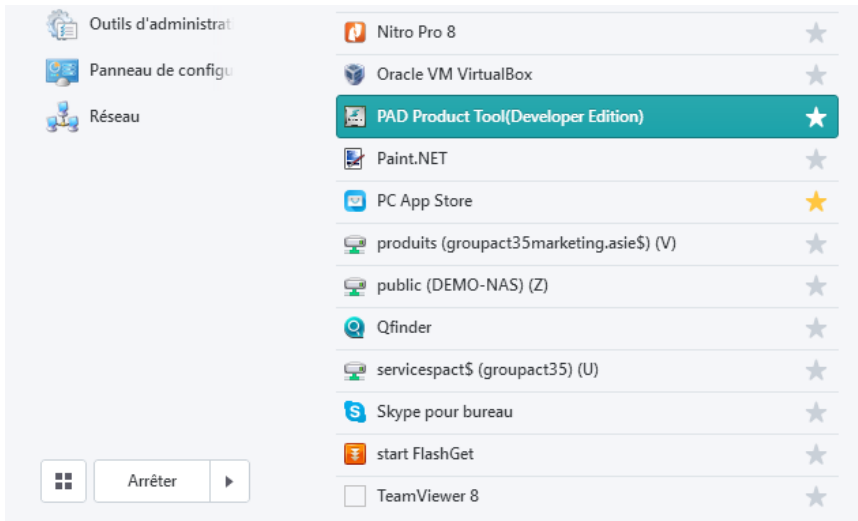 Outils d'administrat
Panneau de configu
Réseau
Arrêter
Nitro Pro 8
Oracle VM VirtualBox
PAD Product Tool(Developer Edition)
Paint.NET
PC App Store
produits (groupact35marketing.asie$) (V)
public (DEMO-NAS) (Z)
Qfinder
servicespact$ (groupact35) (U)
Skype pour bureau
start FlashGet
TeamViewer 8